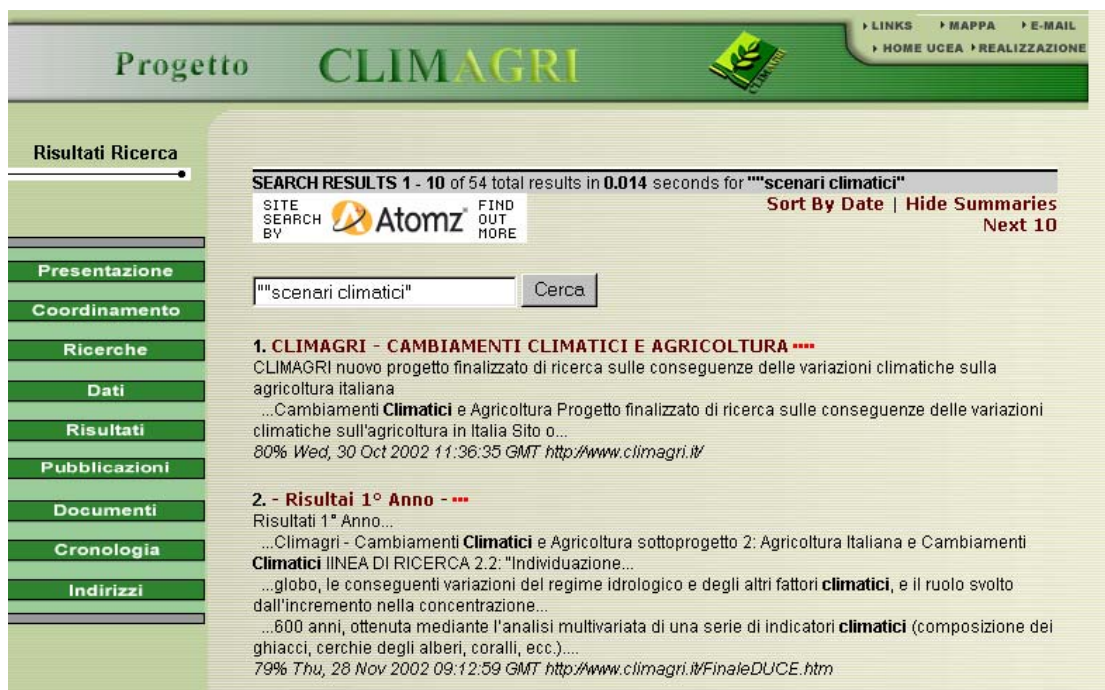 LINKS MAPPA E-MAIL
HOME UCEA REALIZZAZIONE
Progetto CLIMAGRI
CLIMAGRI
Risultati Ricerca
SEARCH RESULTS 1 - 10 of 54 total results in 0.014 seconds for ""scenari climatici"
SITE SEARCH BY Atomz FIND OUT MORE
Sort By Date | Hide Summaries
Next 10
Presentazione
Coordinamento
Ricerche
Dati
Risultati
Pubblicazioni
Documenti
Cronologia
Indirizzi
""scenari climatici" Cerca
1. CLIMAGRI - CAMBIAMENTI CLIMATICI E AGRICOLTURA
CLIMAGRI nuovo progetto finalizzato di ricerca sulle conseguenze delle variazioni climatiche sulla
agricoltura italiana
...Cambiamenti Climatici e Agricoltura Progetto finalizzato di ricerca sulle conseguenze delle variazioni
climatiche sull'agricoltura in Italia Sito o...
80% Wed, 30 Oct 2002 11:36:35 GMT http://www.climagri.it/
2. - Risultai 1° Anno -
Risultati 1° Anno...
...Climagri - Cambiamenti Climatici e Agricoltura sottoprogetto 2: Agricoltura Italiana e Cambiamenti
Climatici lINEA DI RICERCA 2.2: "Individuazione...
...globo, le conseguenti variazioni del regime idrologico e degli altri fattori climatici, e il ruolo svolto
dall'incremento nella concentrazione...
...600 anni, ottenuta mediante l'analisi multivariata di una serie di indicatori climatici (composizione dei
ghiacci, cerchie degli alberi, coralli, ecc.)....
79% Thu, 28 Nov 2002 09:12:59 GMT http://www.climagri.it/FinaleDUCE.htm